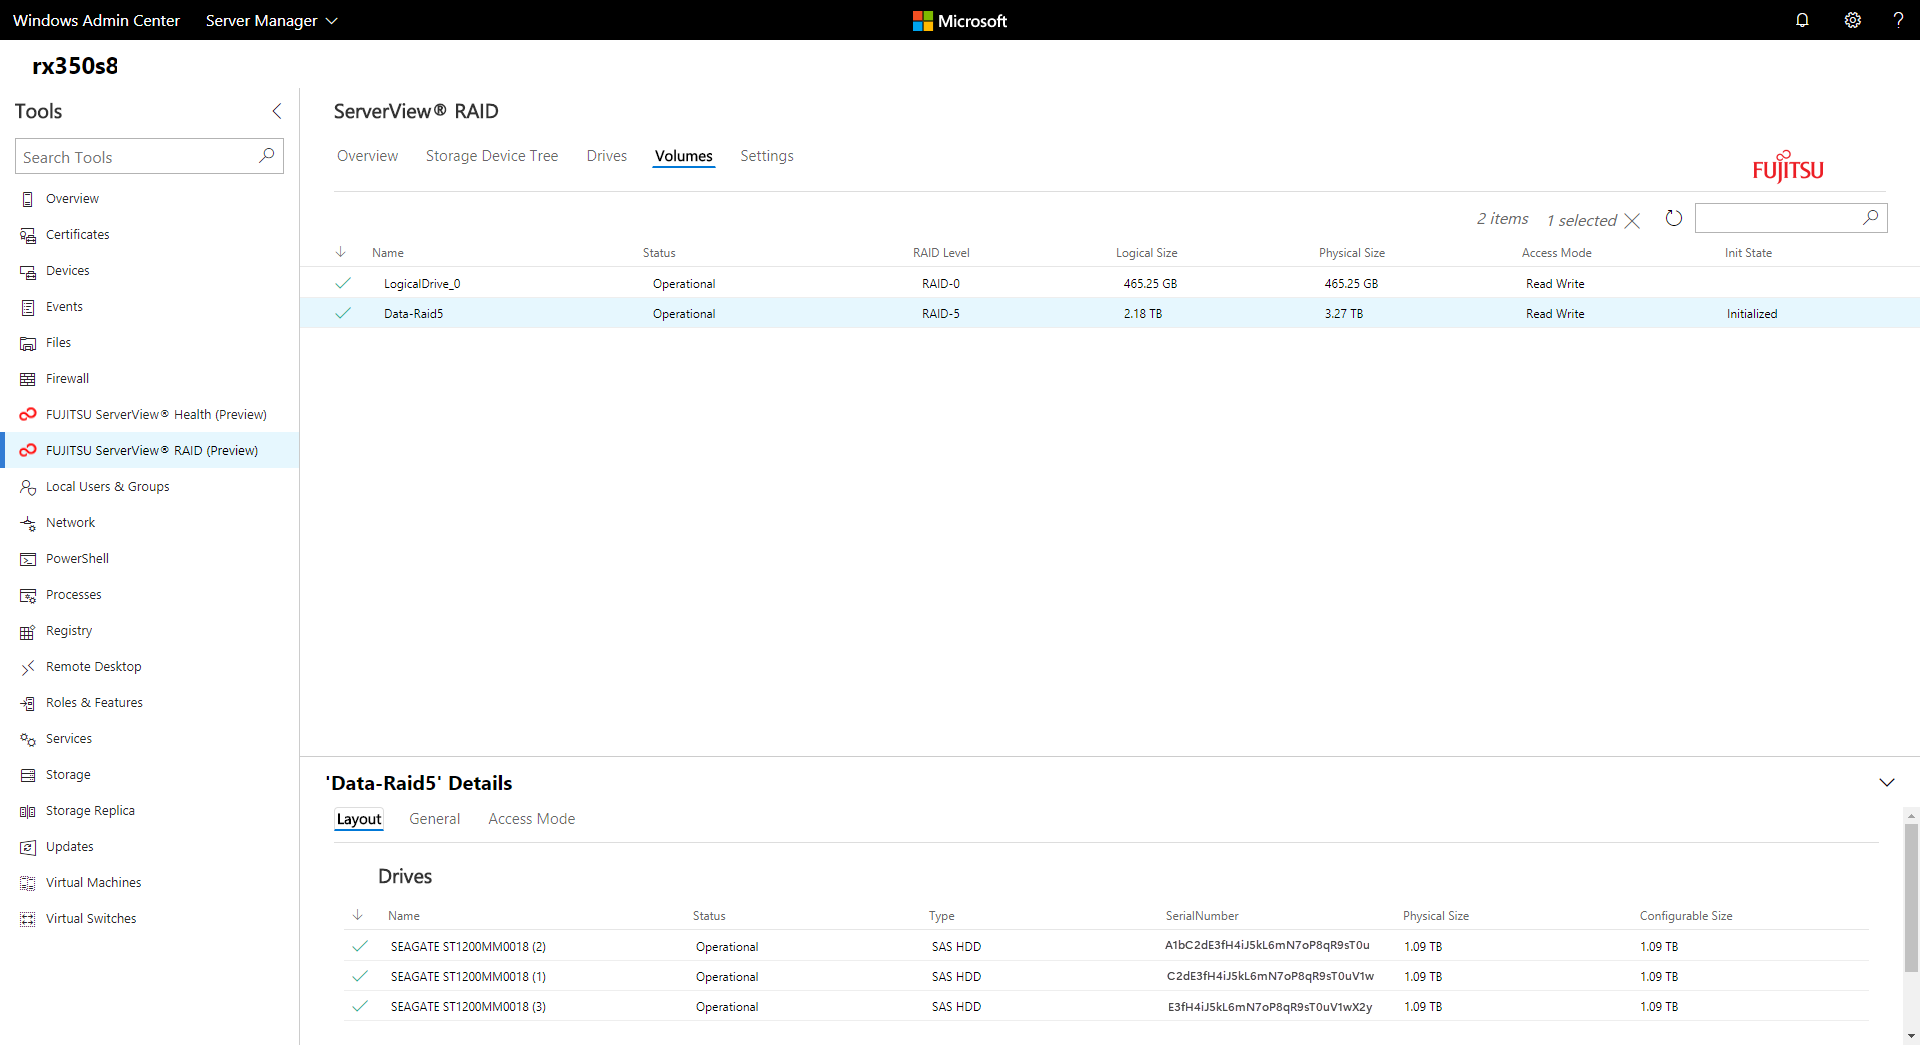 Windows Admin Center Server Manager Microsoft ?
rx350s8
Tools
Search Tools
Overview
Certificates
Devices
Events
Files
Firewall
FUJITSU ServerView® Health (Preview)
FUJITSU ServerView® RAID (Preview)
Local Users & Groups
Network
PowerShell
Processes
Registry
Remote Desktop
Roles & Features
Services
Storage
Storage Replica
Updates
Virtual Machines
Virtual Switches
ServerView® RAID
Overview Storage Device Tree Drives Volumes Settings
FUJITSU
2 items 1 selected
Name Status RAID Level Logical Size Physical Size Access Mode Init State
LogicalDrive_0 Operational RAID-0 465.25 GB 465.25 GB Read Write
Data-Raid5 Operational RAID-5 2.18 TB 3.27 TB Read Write Initialized
'Data-Raid5' Details
Layout General Access Mode
Drives
Name Status Type SerialNumber Physical Size Configurable Size
SEAGATE ST1200MM0018 (2) Operational SAS HDD A1bC2dE3fH4iJ5kL6mN7oP8qR9sT0u 1.09 TB 1.09 TB
SEAGATE ST1200MM0018 (1) Operational SAS HDD C2dE3fH4iJ5kL6mN7oP8qR9sT0uV1w 1.09 TB 1.09 TB
SEAGATE ST1200MM0018 (3) Operational SAS HDD E3fH4iJ5kL6mN7oP8qR9sT0uV1wX2y 1.09 TB 1.09 TB